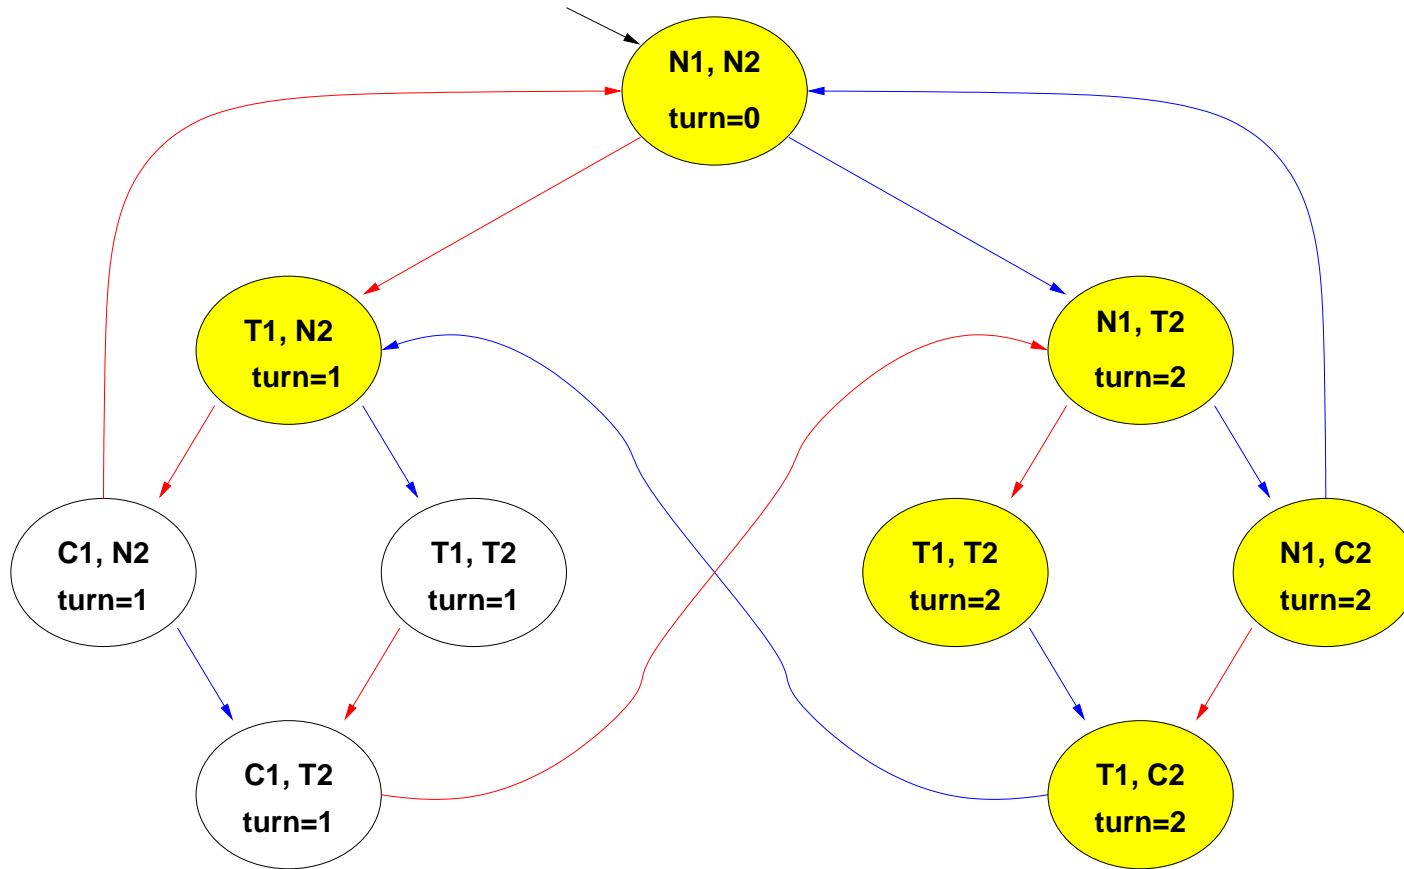 N1, N2
turn=0
T1, N2
turn=1
N1, T2
turn=2
C1, N2
turn=1
T1, T2
turn=1
T1, T2
turn=2
N1, C2
turn=2
C1, T2
turn=1
T1, C2
turn=2